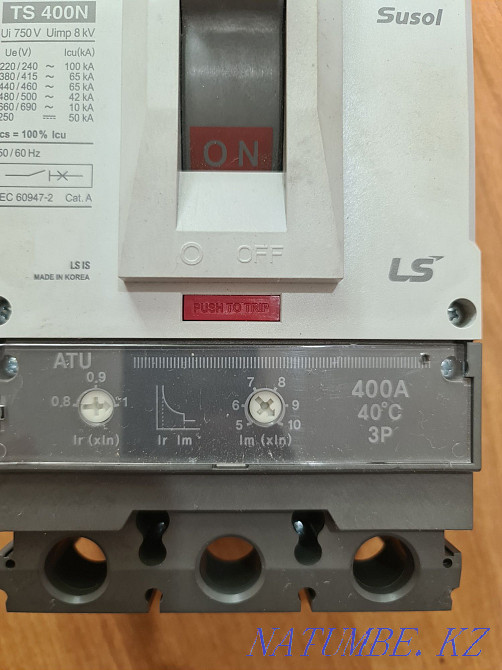 TS 400N
Susol
Ui 750 V Uimp 8 kV
Ue(V) Icu(kA)
220/240 ~ 100 kA
380/415 ~ 65 kA
440/460 ~ 65 kA
480/500 ~ 42 kA
660/690 ~ 10 kA
250 ⎓ 50 kA
cs = 100% Icu
50/60 Hz
EC 60947-2 Cat. A
LS IS
MADE IN KOREA
ON
OFF
LS
PUSH TO TRIP
ATU
0,9
0,8 1
Ir (xIn)
Ir Im
7 8
6 9
5 10
Im (xIn)
400A
40°C
3P
NATUMBE.KZ